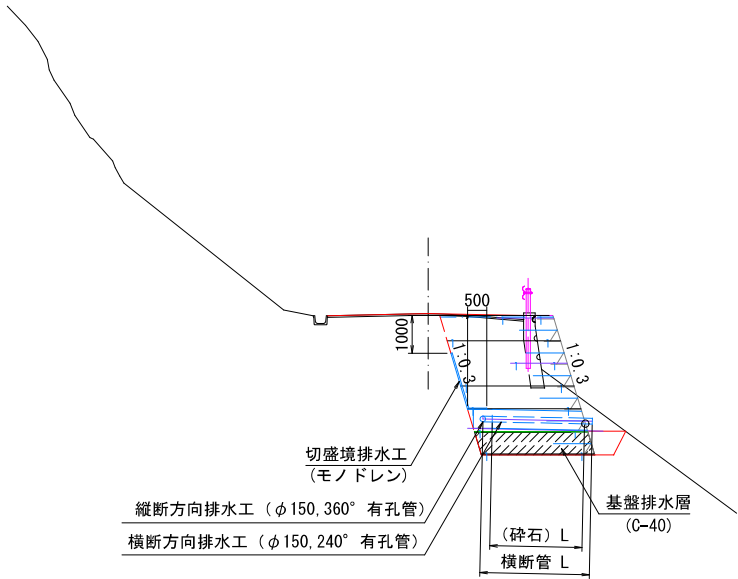 500
1000
1:0.3
1:0.3
切盛境排水工
(モノドレン)
縦断方向排水工（φ150,360° 有孔管）
横断方向排水工（φ150,240° 有孔管）
基盤排水層
(C-40)
(砕石) L
横断管 L